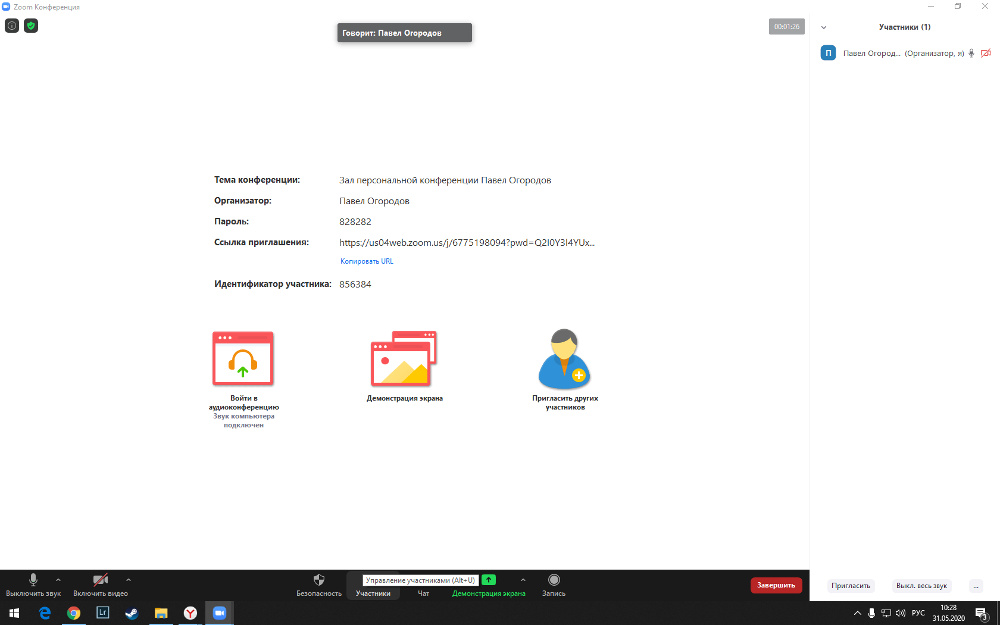 Zoom Конференция
Говорит: Павел Огородов
00:01:26
Участники (1)
П
Павел Огород... (Организатор, я)
Тема конференции: Зал персональной конференции Павел Огородов
Организатор: Павел Огородов
Пароль: 828282
Ссылка приглашения: https://us04web.zoom.us/j/6775198094?pwd=Q2I0Y3l4YUx...
Копировать URL
Идентификатор участника: 856384
Войти в
аудиоконференцию
Звук компьютера
подключен
Демонстрация экрана
Пригласить других
участников
Управление участниками (Alt+U)
Выключить звук
Включить видео
Безопасность
Участники
Чат
Демонстрация экрана
Запись
Завершить
Пригласить
Выкл. весь звук
...
Lr
РУС
10:28
31.05.2020
3